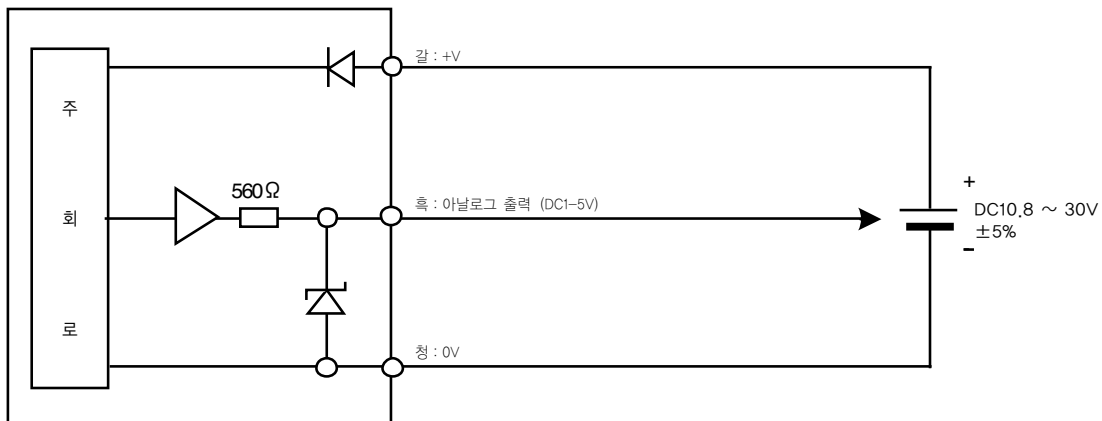 갈 : +V
주
회
로
560Ω
흑 : 아날로그 출력 (DC1-5V)
+
DC10.8 ~ 30V
±5%
-
청 : 0V